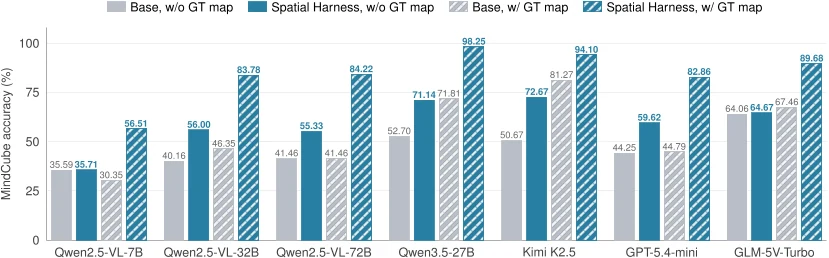 Base, w/o GT map Spatial Harness, w/o GT map Base, w/ GT map Spatial Harness, w/ GT map
MindCube accuracy (%)
100
75
50
25
0
35.59 35.71 30.35 56.51
40.16 56.00 46.35 83.78
41.46 55.33 41.46 84.22
52.70 71.14 71.81 98.25
50.67 72.67 81.27 94.10
44.25 59.62 44.79 82.86
64.06 64.67 67.46 89.68
Qwen2.5-VL-7B Qwen2.5-VL-32B Qwen2.5-VL-72B Qwen3.5-27B Kimi K2.5 GPT-5.4-mini GLM-5V-Turbo